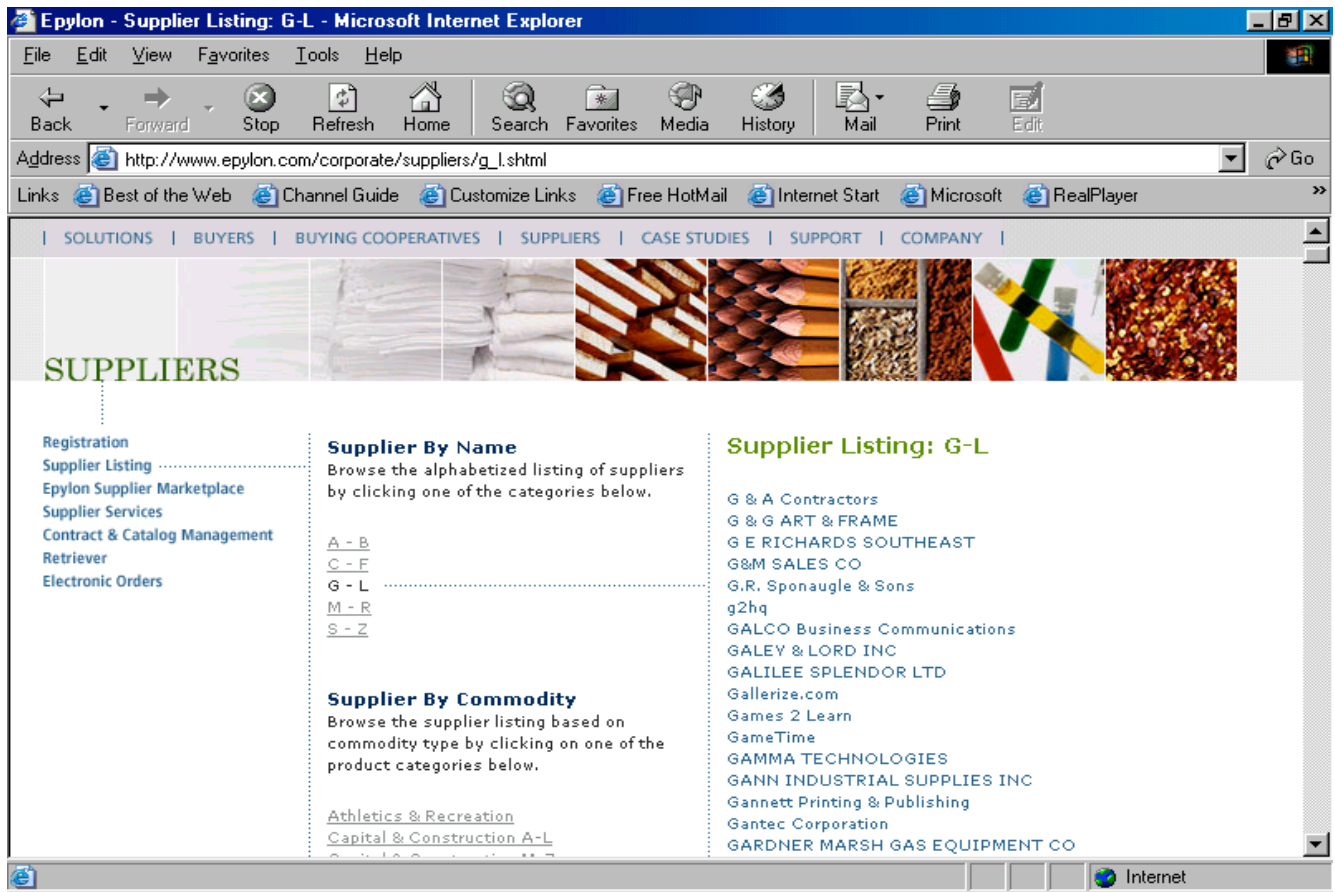 Epylon - Supplier Listing: G-L - Microsoft Internet Explorer
File Edit View Favorites Tools Help
Back Forward Stop Refresh Home Search Favorites Media History Mail Print Edit
Address http://www.epylon.com/corporate/suppliers/g_l.shtml Go
Links Best of the Web Channel Guide Customize Links Free HotMail Internet Start Microsoft RealPlayer »
| SOLUTIONS | BUYERS | BUYING COOPERATIVES | SUPPLIERS | CASE STUDIES | SUPPORT | COMPANY |
SUPPLIERS
Registration
Supplier Listing
Epylon Supplier Marketplace
Supplier Services
Contract & Catalog Management
Retriever
Electronic Orders
Supplier By Name
Browse the alphabetized listing of suppliers
by clicking one of the categories below.
A - B
C - F
G - L
M - R
S - Z
Supplier By Commodity
Browse the supplier listing based on
commodity type by clicking on one of the
product categories below.
Athletics & Recreation
Capital & Construction A-L
Supplier Listing: G-L
G & A Contractors
G & G ART & FRAME
G E RICHARDS SOUTHEAST
G&M SALES CO
G.R. Sponaugle & Sons
g2hq
GALCO Business Communications
GALEY & LORD INC
GALILEE SPLENDOR LTD
Gallerize.com
Games 2 Learn
GameTime
GAMMA TECHNOLOGIES
GANN INDUSTRIAL SUPPLIES INC
Gannett Printing & Publishing
Gantec Corporation
GARDNER MARSH GAS EQUIPMENT CO
Internet